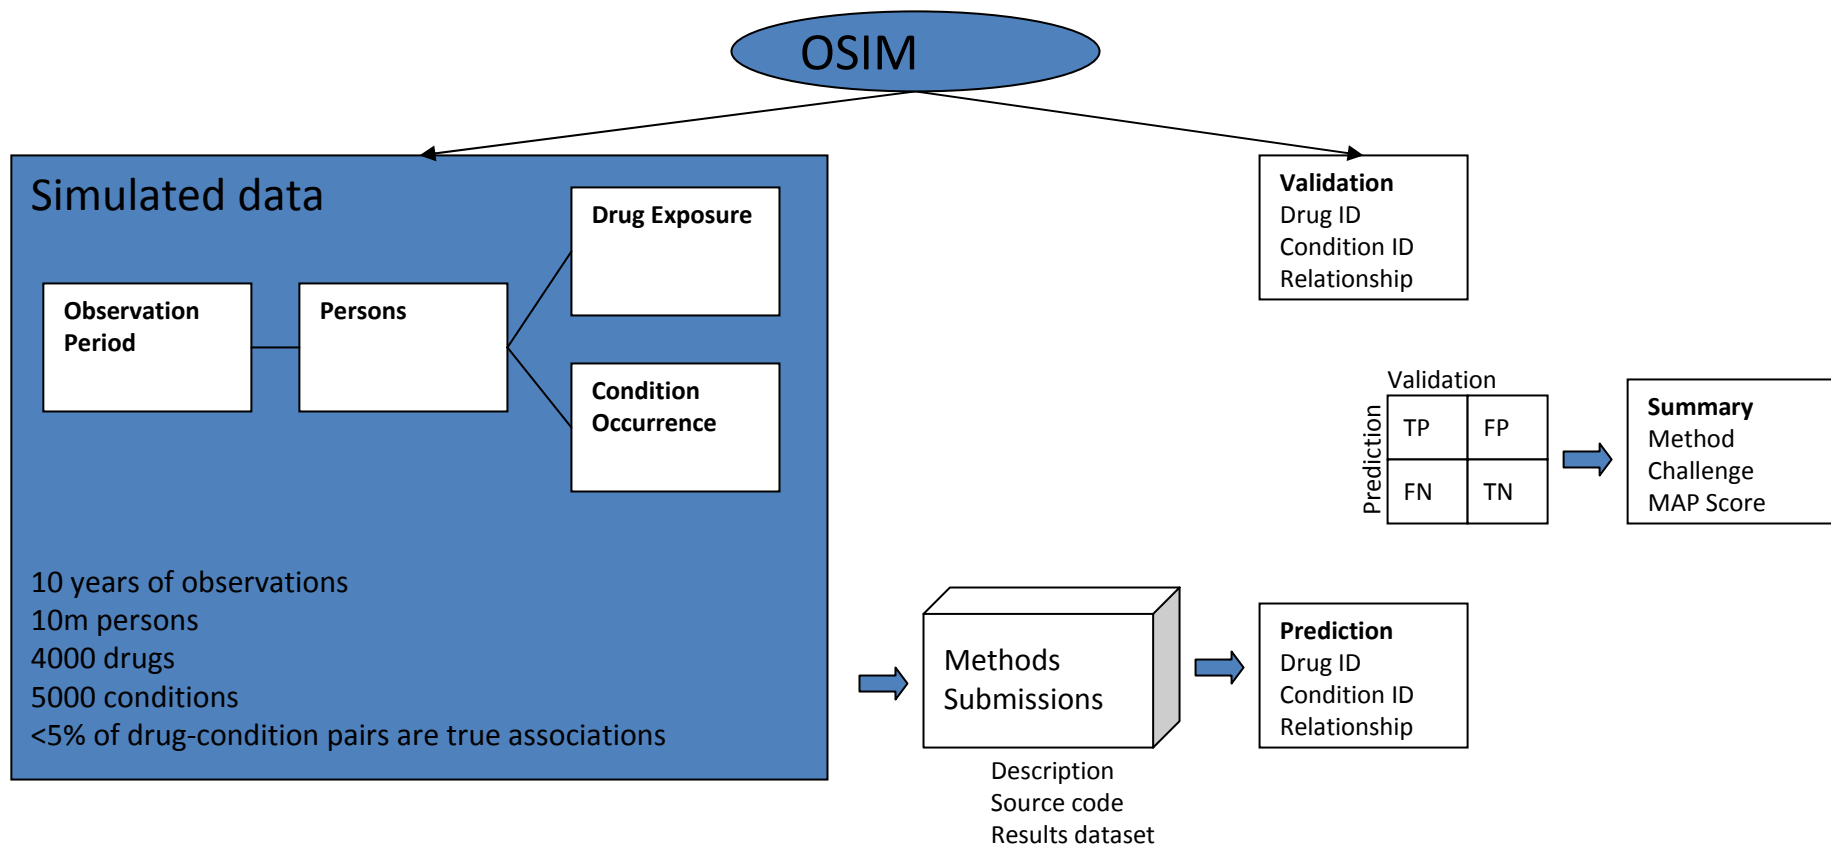 OSIM
Simulated data
Observation
Period
Persons
Drug Exposure
Condition
Occurrence
10 years of observations
10m persons
4000 drugs
5000 conditions
<5% of drug-condition pairs are true associations
Methods
Submissions
Description
Source code
Results dataset
Validation
Drug ID
Condition ID
Relationship
Validation
Prediction
TP FP
FN TN
Summary
Method
Challenge
MAP Score
Prediction
Drug ID
Condition ID
Relationship